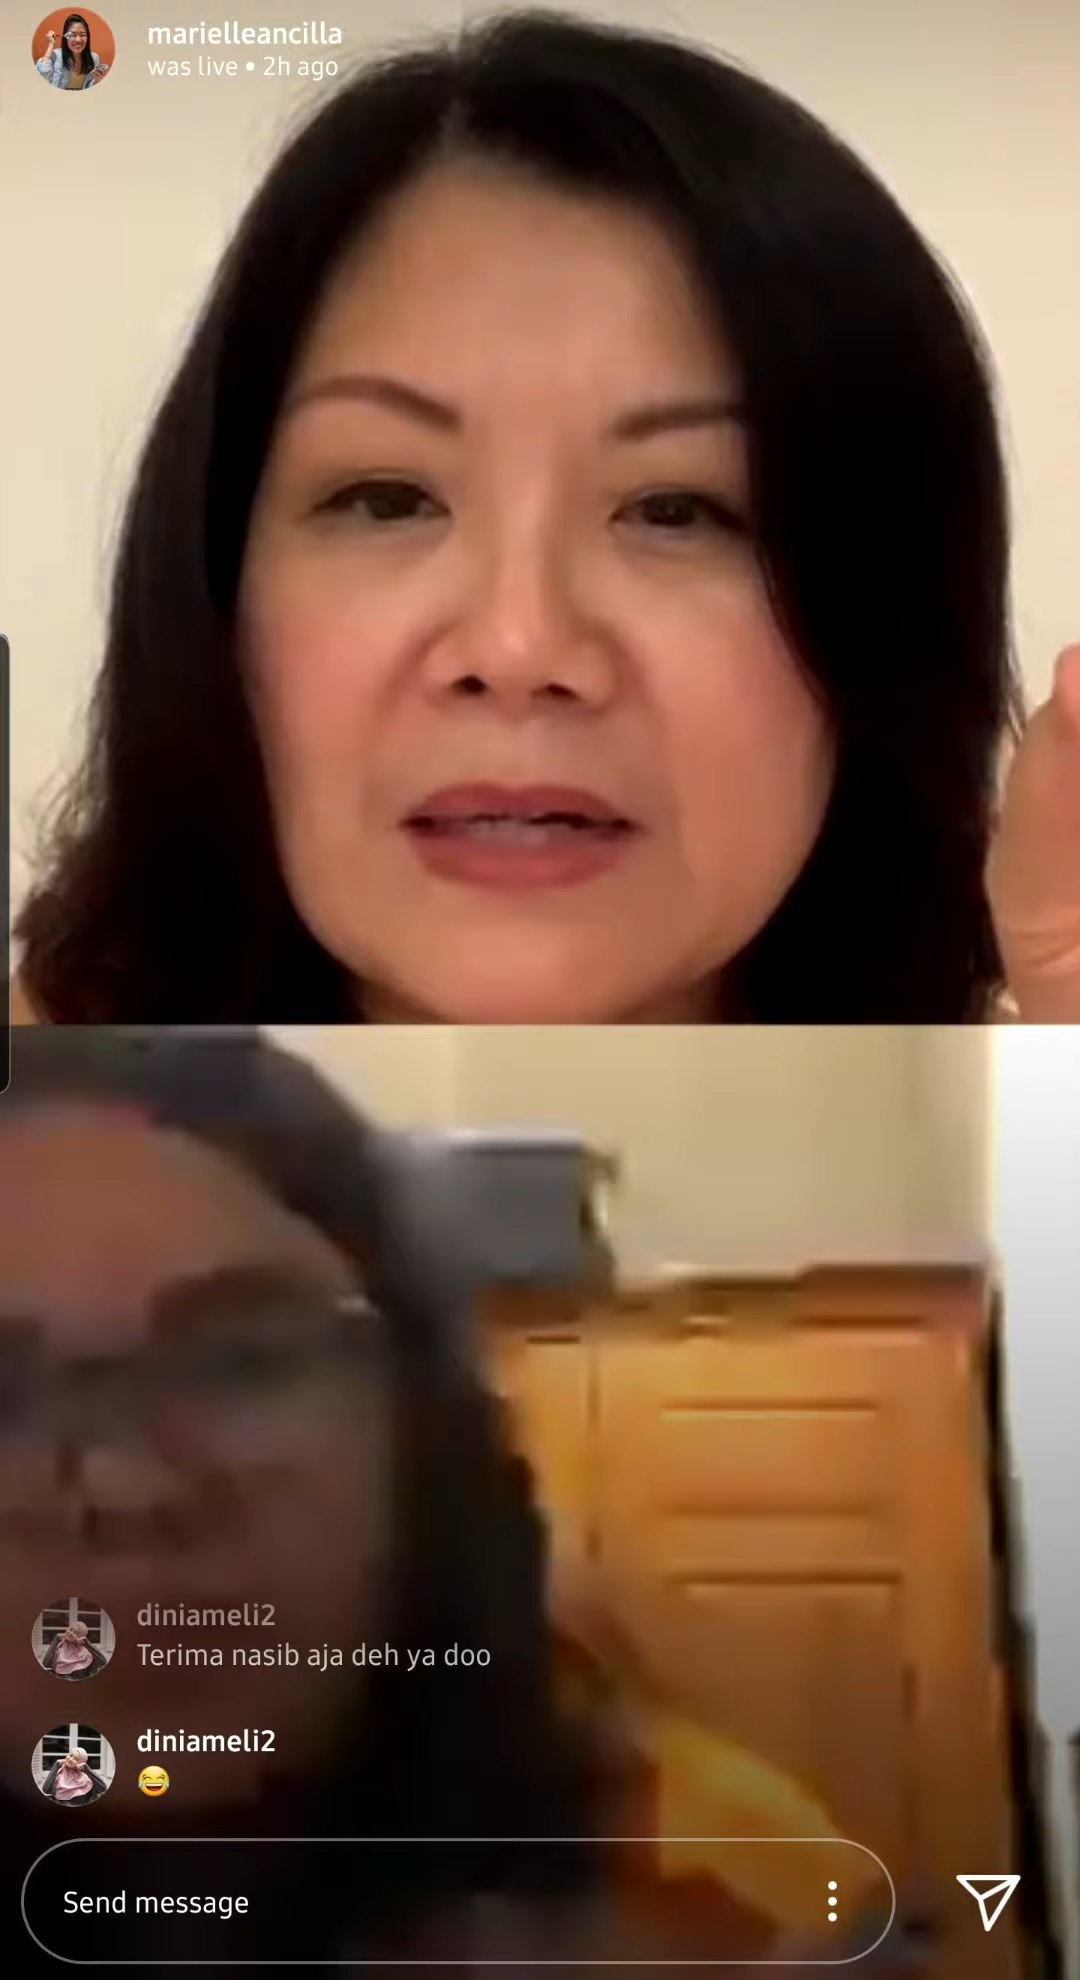 marielleancilla
was live • 2h ago
diniameli2
Terima nasib aja deh ya doo
diniameli2
😂
Send message